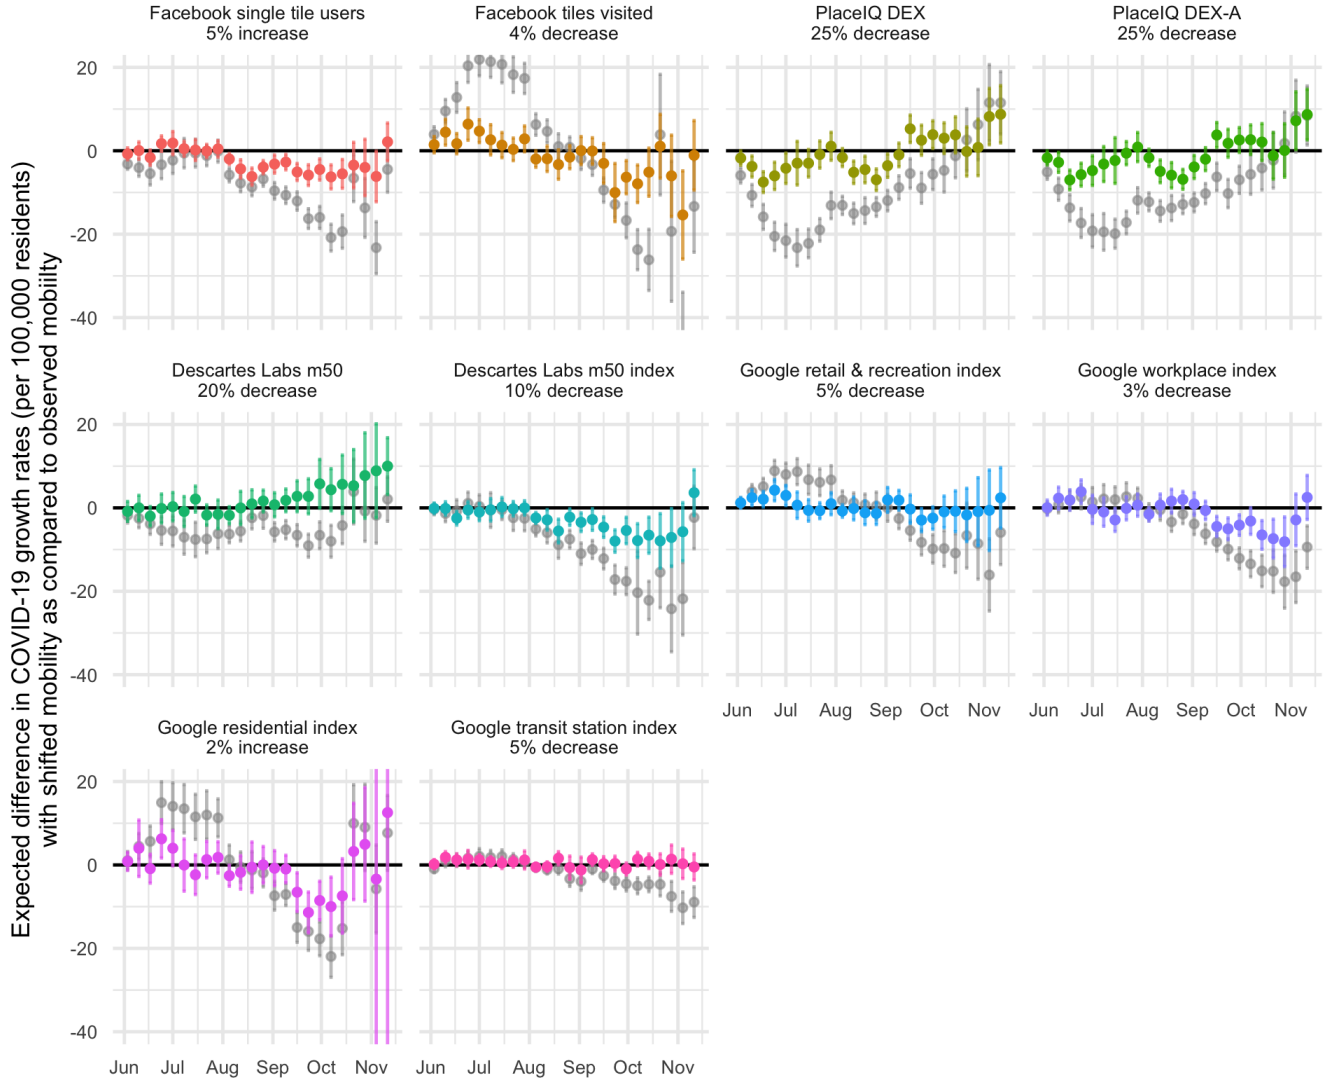 Facebook single tile users
5% increase
Facebook tiles visited
4% decrease
PlaceIQ DEX
25% decrease
PlaceIQ DEX-A
25% decrease
20
0
-20
-40
Descartes Labs m50
20% decrease
Descartes Labs m50 index
10% decrease
Google retail & recreation index
5% decrease
Google workplace index
3% decrease
20
0
-20
-40
Jun Jul Aug Sep Oct Nov
Jun Jul Aug Sep Oct Nov
Google residential index
2% increase
Google transit station index
5% decrease
20
0
-20
-40
Jun Jul Aug Sep Oct Nov
Jun Jul Aug Sep Oct Nov
Expected difference in COVID-19 growth rates (per 100,000 residents)
with shifted mobility as compared to observed mobility